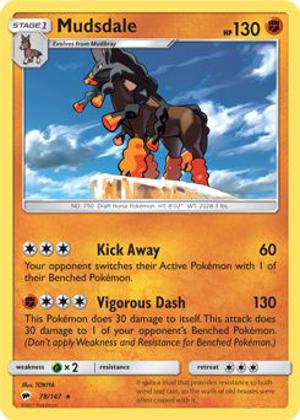 STAGE 1
Mudsdale
HP 130
Evolves from Mudbray
NO. 750 Draft Horse Pokémon HT: 8'02" WT: 2028.3 lbs.
Kick Away 60
Your opponent switches their Active Pokémon with 1 of
their Benched Pokémon.
Vigorous Dash 130
This Pokémon does 30 damage to itself. This attack does
30 damage to 1 of your opponent's Benched Pokémon.
(Don't apply Weakness and Resistance for Benched Pokémon.)
weakness × 2 resistance retreat
Illus. TOKIYA
78/147 ★
It spits a mud that provides resistance
to both wind and rain, so the walls of
old houses were often coated with it.
©2017 Pokémon